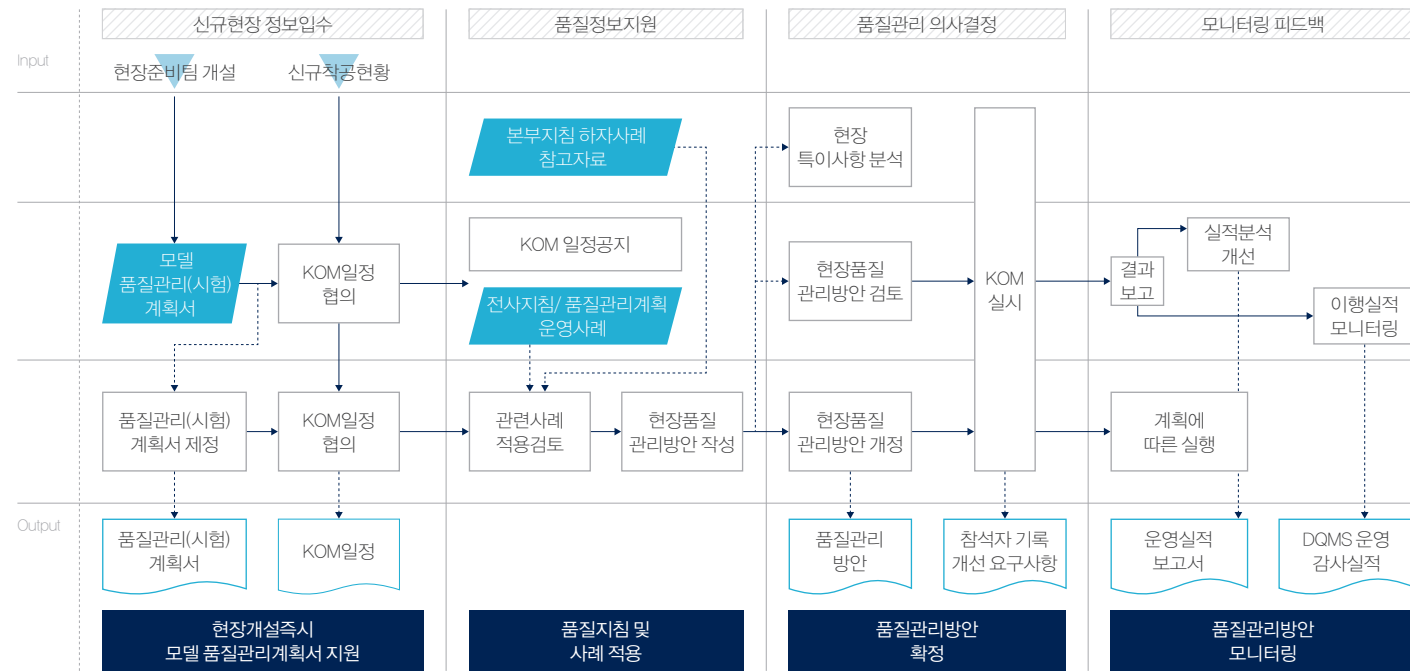 신규현장 정보입수
품질정보지원
품질관리 의사결정
모니터링 피드백
Input
현장준비팀 개설
신규착공현황
본부지침 하자사례
참고자료
현장
특이사항 분석
모델
품질관리(시험)
계획서
KOM일정
협의
KOM 일정공지
전사지침/ 품질관리계획
운영사례
현장품질
관리방안 검토
KOM
실시
결과
보고
실적분석
개선
이행실적
모니터링
품질관리(시험)
계획서 제정
KOM일정
협의
관련사례
적용검토
현장품질
관리방안 작성
현장품질
관리방안 개정
계획에
따른 실행
Output
품질관리(시험)
계획서
KOM일정
품질관리
방안
참석자 기록
개선 요구사항
운영실적
보고서
DQMS 운영
감사실적
현장개설즉시
모델 품질관리계획서 지원
품질지침 및
사례 적용
품질관리방안
확정
품질관리방안
모니터링